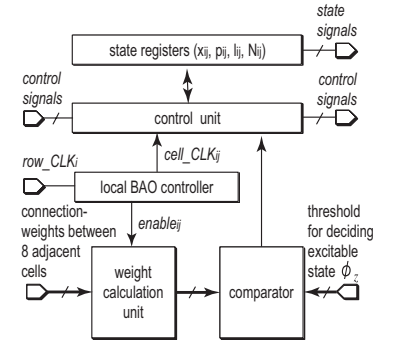 state
signals
state registers (xij, pij, lij, Nij)
control
signals
control
signals
control unit
row_CLKi
cell_CLKij
local BAO controller
connection-
weights between
8 adjacent
cells
enableij
threshold
for deciding
excitable
state ϕz
weight
calculation
unit
comparator